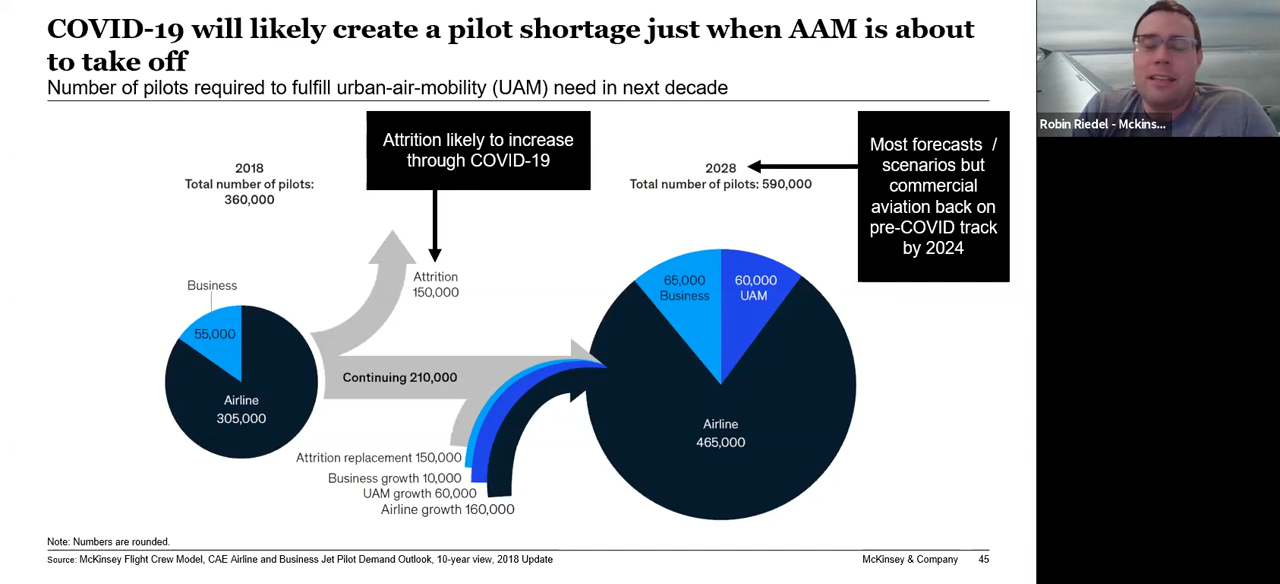 COVID-19 will likely create a pilot shortage just when AAM is about
to take off
Number of pilots required to fulfill urban-air-mobility (UAM) need in next decade
Attrition likely to increase
through COVID-19
2018
Total number of pilots:
360,000
2028
Total number of pilots: 590,000
Most forecasts /
scenarios but
commercial
aviation back on
pre-COVID track
by 2024
Attrition
150,000
Business
55,000
Airline
305,000
Continuing 210,000
65,000
Business
60,000
UAM
Airline
465,000
Attrition replacement 150,000
Business growth 10,000
UAM growth 60,000
Airline growth 160,000
Note: Numbers are rounded.
Source: McKinsey Flight Crew Model, CAE Airline and Business Jet Pilot Demand Outlook, 10-year view, 2018 Update
McKinsey & Company
45
Robin Riedel - Mckins...